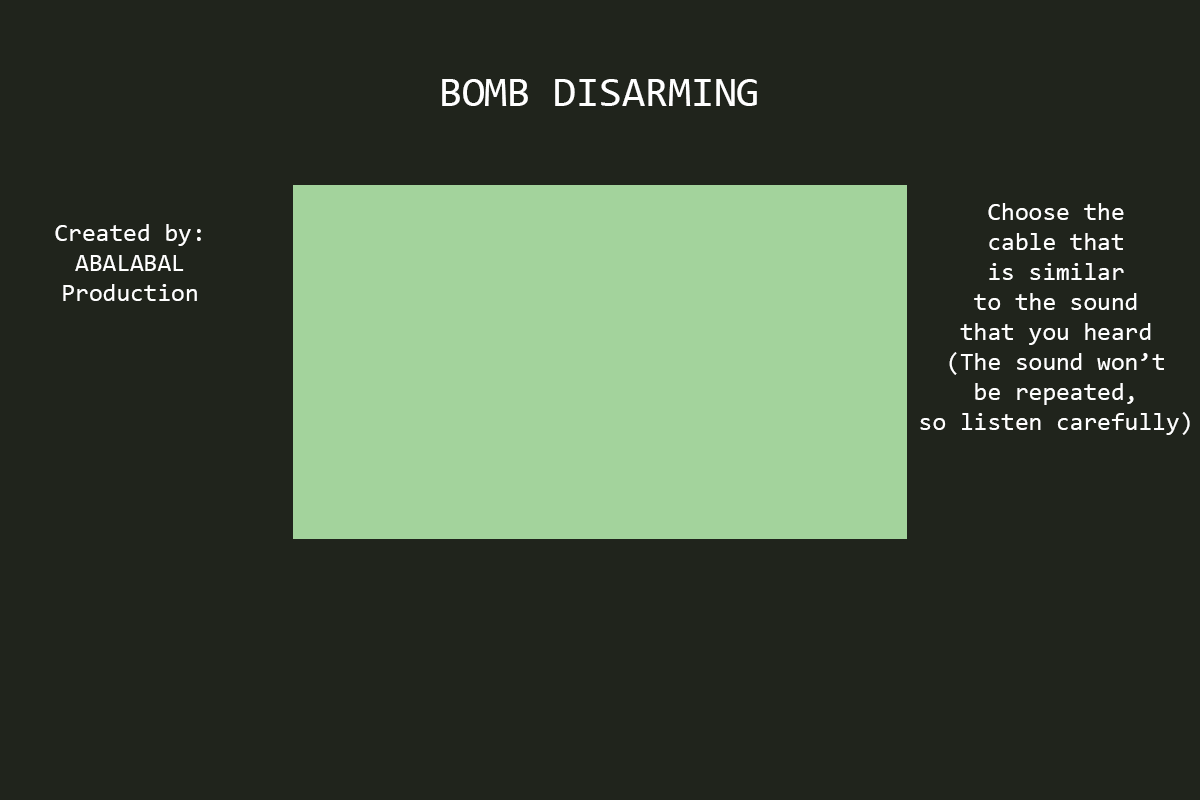 BOMB DISARMING
Created by:
ABALABAL
Production
Choose the
cable that
is similar
to the sound
that you heard
(The sound won’t
be repeated,
so listen carefully)